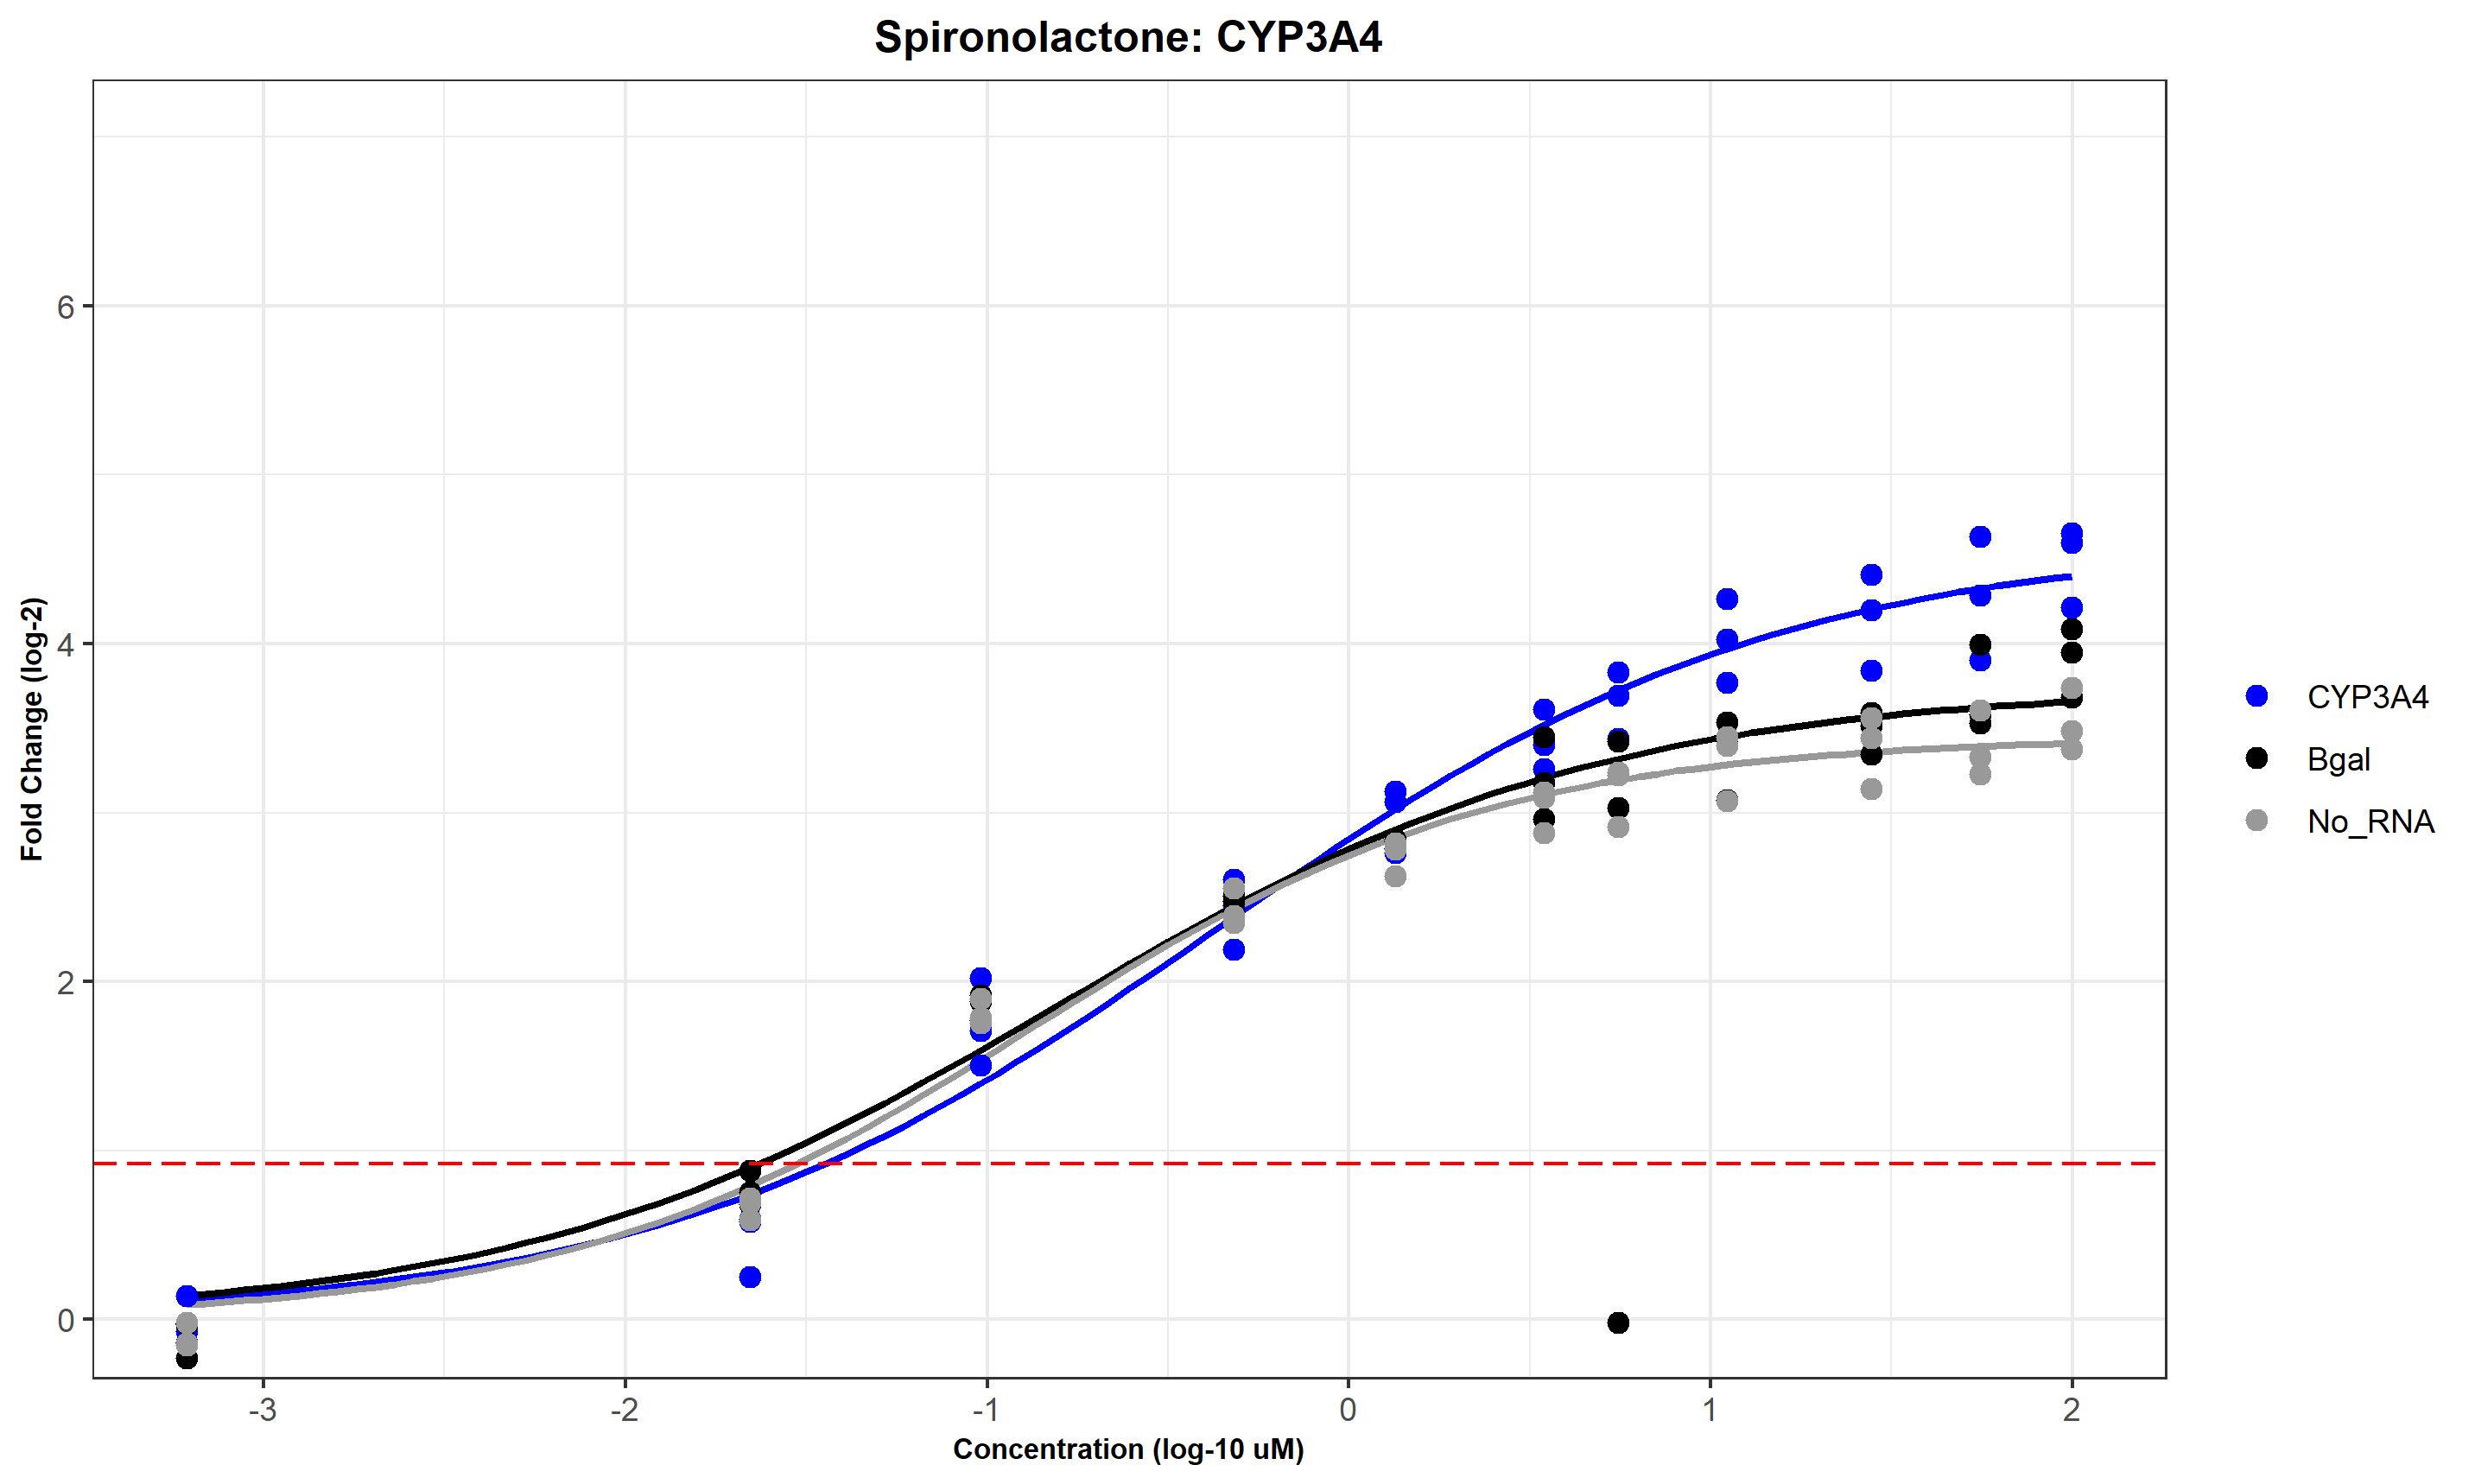 Spironolactone: CYP3A4
Fold Change (log-2)
6
4
2
0
-3 -2 -1 0 1 2
Concentration (log-10 uM)
CYP3A4
Bgal
No_RNA